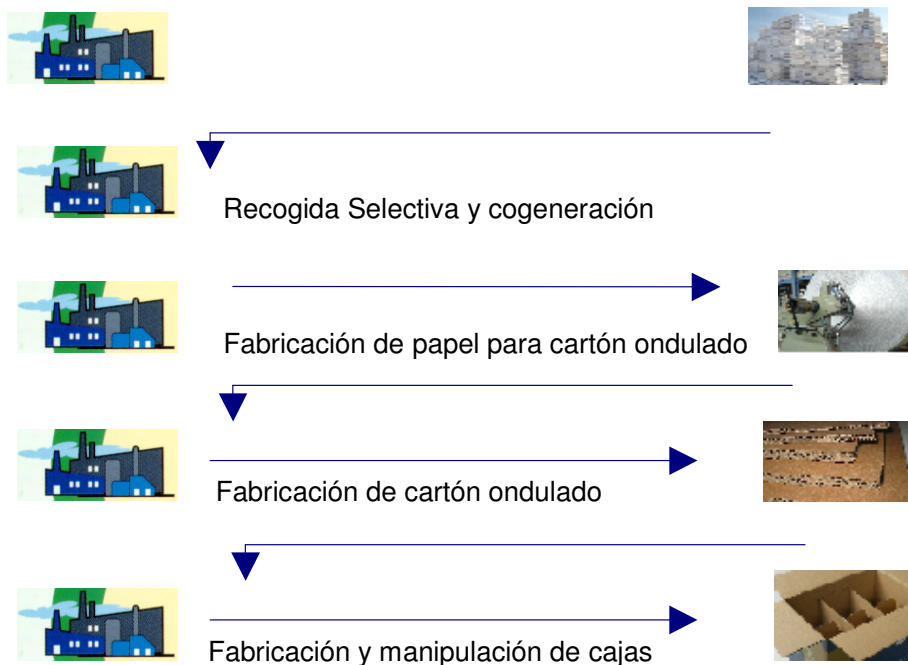 Recogida Selectiva y cogeneración
Fabricación de papel para cartón ondulado
Fabricación de cartón ondulado
Fabricación y manipulación de cajas